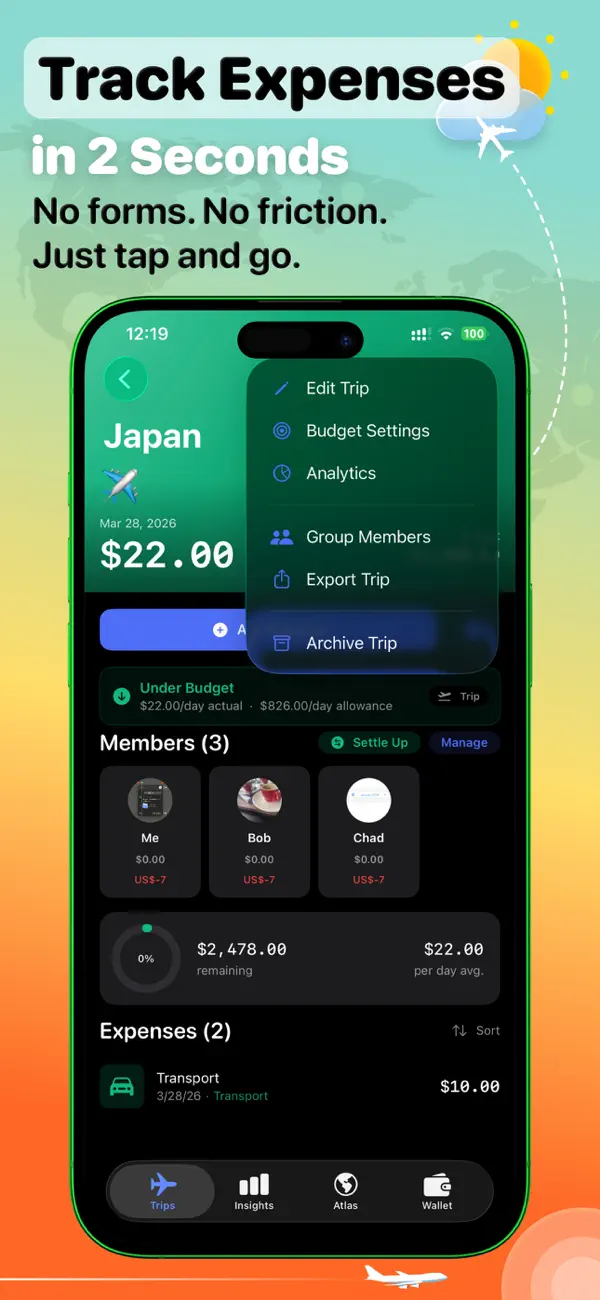 Track Expenses
in 2 Seconds
No forms. No friction.
Just tap and go.
12:19
100
Edit Trip
Japan
Budget Settings
Analytics
Mar 28, 2026
Group Members
$22.00
Export Trip
A
Archive Trip
Under Budget
$22.00/day actual · $826.00/day allowance
Trip
Members (3)
Settle Up
Manage
Me
Bob
Chad
$0.00
$0.00
$0.00
US$-7
US$-7
US$-7
0%
$2,478.00
$22.00
remaining
per day avg.
Expenses (2)
Sort
Transport
3/28/26 · Transport
$10.00
Trips
Insights
Atlas
Wallet